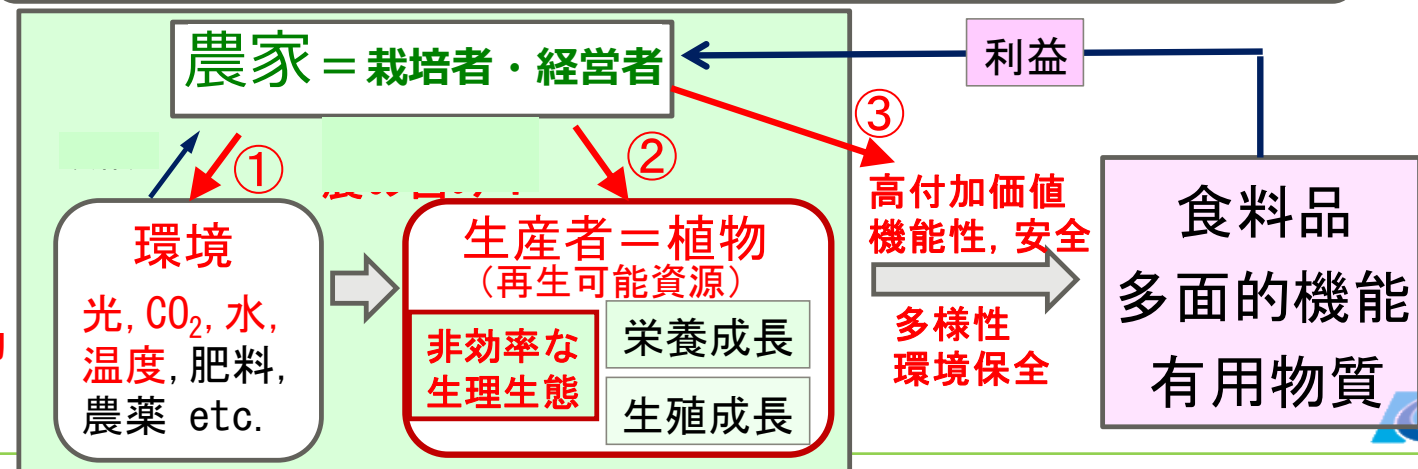 農家＝栽培者・経営者
利益
①
②
③
環境
光,CO₂,水,
温度,肥料,
農薬 etc.
生産者＝植物
（再生可能資源）
非効率な
生理生態
栄養成長
生殖成長
高付加価値
機能性,安全
多様性
環境保全
食料品
多面的機能
有用物質